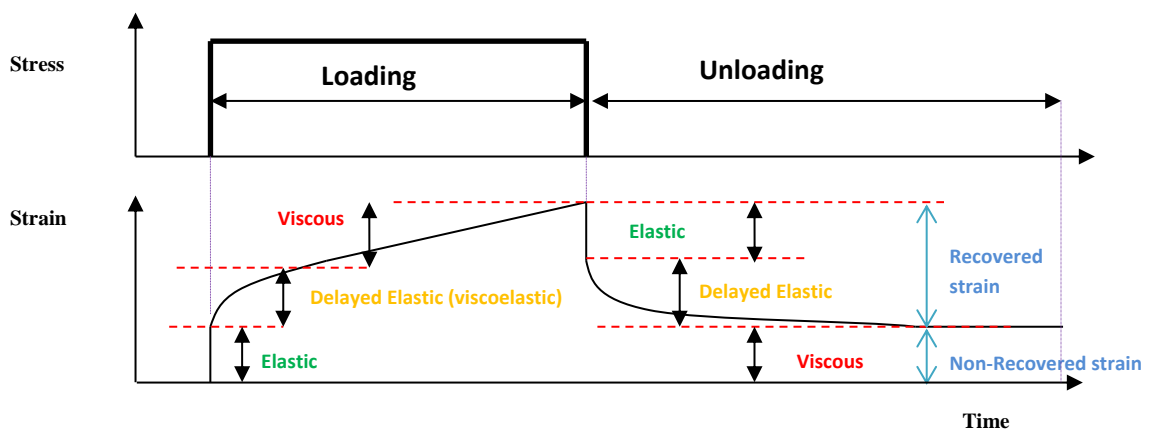 Stress
Loading
Unloading
Strain
Viscous
Elastic
Delayed Elastic (viscoelastic)
Delayed Elastic
Recovered
strain
Elastic
Viscous
Non-Recovered strain
Time